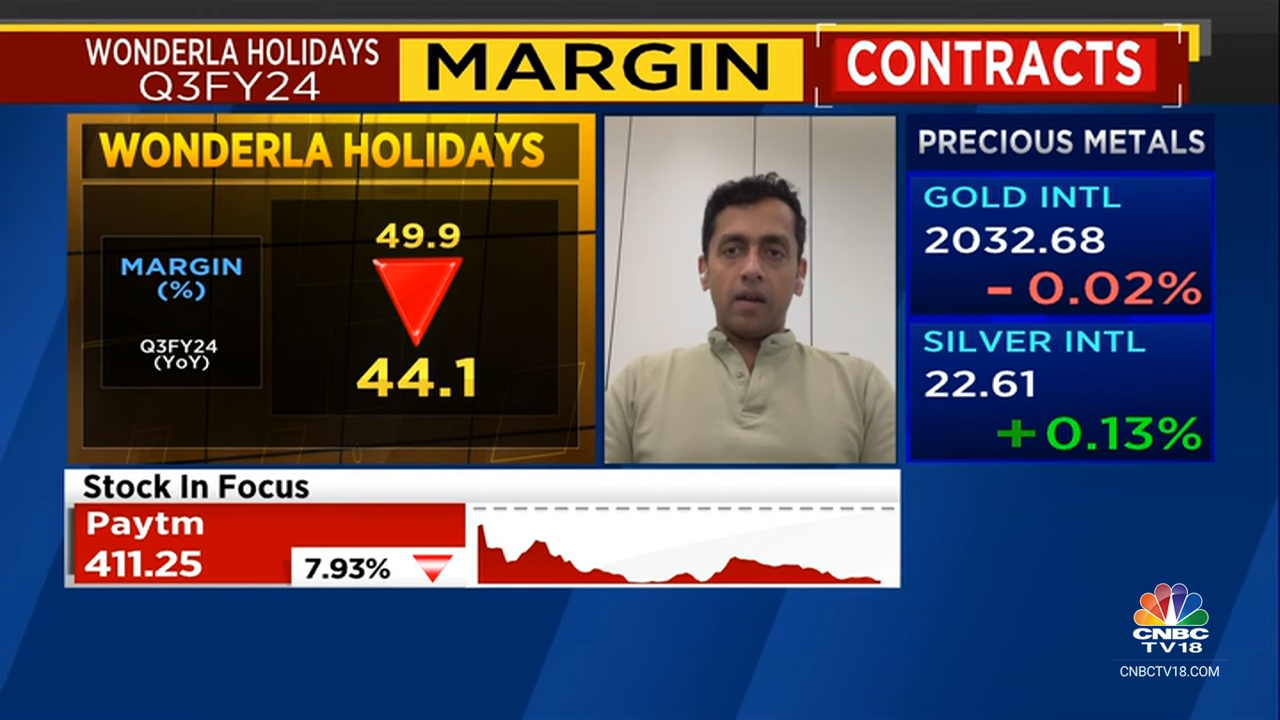 WONDERLA HOLIDAYS
Q3FY24
MARGIN
CONTRACTS
WONDERLA HOLIDAYS
MARGIN
(%)
Q3FY24
(YoY)
49.9
44.1
PRECIOUS METALS
GOLD INTL
2032.68
- 0.02%
SILVER INTL
22.61
+ 0.13%
Stock In Focus
Paytm
411.25
7.93%
CNBC
TV18
CNBCTV18.COM